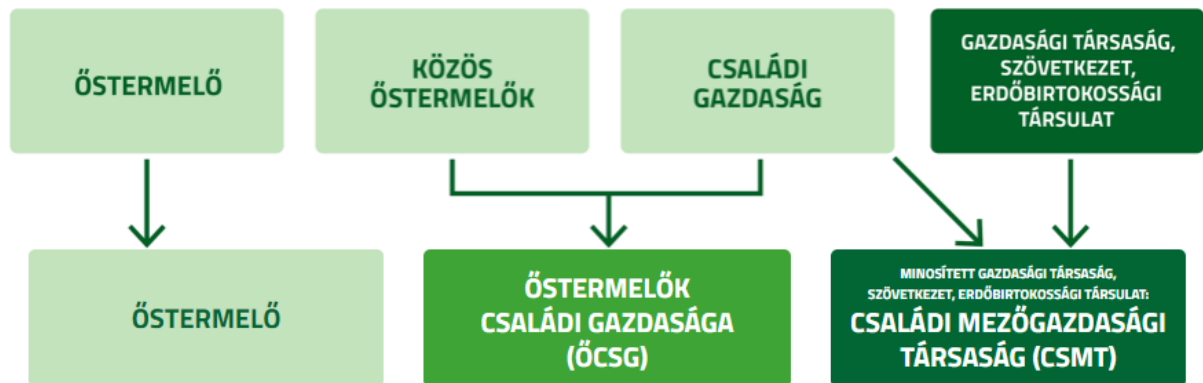 ŐSTERMELŐ
KÖZÖS
ŐSTERMELŐK
CSALÁDI
GAZDASÁG
GAZDASÁGI TÁRSASÁG,
SZÖVETKEZET,
ERDŐBIRTOKOSSÁGI
TÁRSULAT
ŐSTERMELŐ
ŐSTERMELŐK
CSALÁDI GAZDASÁGA
(ŐCSG)
MINOSÍTETT GAZDASÁGI TÁRSASÁG,
SZÖVETKEZET, ERDŐBIRTOKOSSÁGI TÁRSULAT:
CSALÁDI MEZŐGAZDASÁGI
TÁRSASÁG (CSMT)